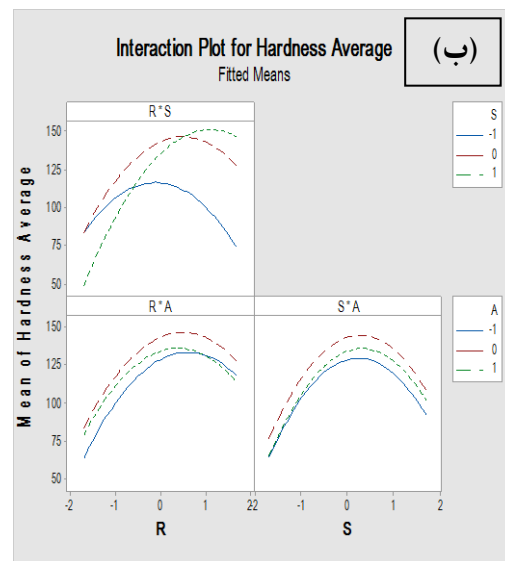 Interaction Plot for Hardness Average
Fitted Means
(ب)
R*S
S
-1
0
1
150
125
100
75
50
R*A
S*A
A
-1
0
1
150
125
100
75
50
Mean of Hardness Average
-2 -1 0 1 2
2 -1 0 1 2
R
S